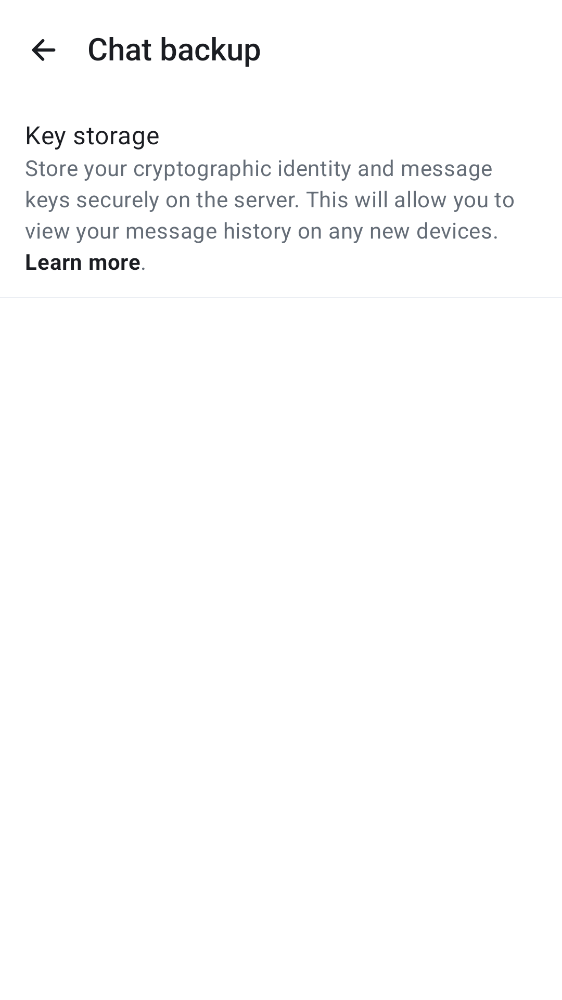 Chat backup
Key storage
Store your cryptographic identity and message
keys securely on the server. This will allow you to
view your message history on any new devices.
Learn more.